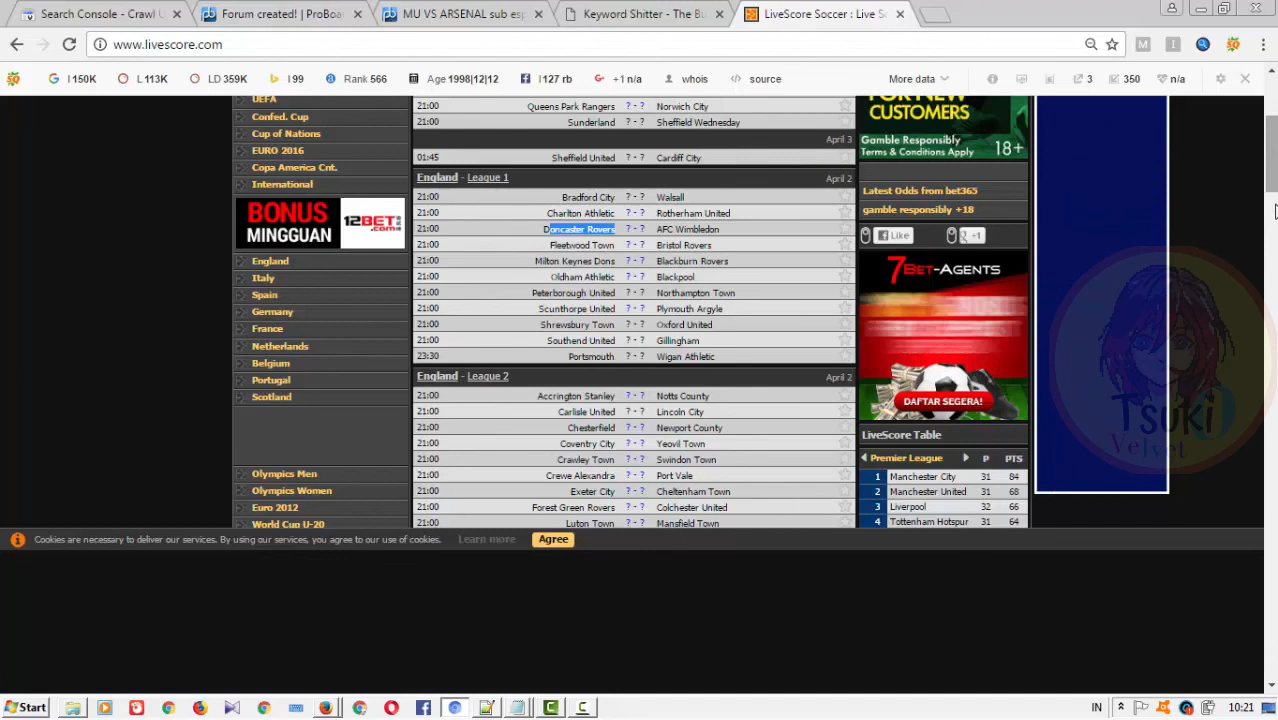 Search Console - Crawl
Forum created! | ProBoa
MU VS ARSENAL sub esp
Keyword Shitter - The Bu
LiveScore Soccer : Live Sc
www.livescore.com
I 150K
L 113K
LD 359K
I 99
Rank 566
Age 1998|12|12
I 127 rb
+1 n/a
whois
source
More data
3
350
n/a
UEFA
Confed. Cup
Cup of Nations
EURO 2016
Copa America Cnt.
International
BONUS
MINGGUAN
12BET
.com
England
Italy
Spain
Germany
France
Netherlands
Belgium
Portugal
Scotland
Olympics Men
Olympics Women
Euro 2012
World Cup U-20
21:00 Queens Park Rangers ? - ? Norwich City
21:00 Sunderland ? - ? Sheffield Wednesday
April 3
01:45 Sheffield United ? - ? Cardiff City
England - League 1 April 2
21:00 Bradford City ? - ? Walsall
21:00 Charlton Athletic ? - ? Rotherham United
21:00 Doncaster Rovers ? - ? AFC Wimbledon
21:00 Fleetwood Town ? - ? Bristol Rovers
21:00 Milton Keynes Dons ? - ? Blackburn Rovers
21:00 Oldham Athletic ? - ? Blackpool
21:00 Peterborough United ? - ? Northampton Town
21:00 Scunthorpe United ? - ? Plymouth Argyle
21:00 Shrewsbury Town ? - ? Oxford United
21:00 Southend United ? - ? Gillingham
23:30 Portsmouth ? - ? Wigan Athletic
England - League 2 April 2
21:00 Accrington Stanley ? - ? Notts County
21:00 Carlisle United ? - ? Lincoln City
21:00 Chesterfield ? - ? Newport County
21:00 Coventry City ? - ? Yeovil Town
21:00 Crawley Town ? - ? Swindon Town
21:00 Crewe Alexandra ? - ? Port Vale
21:00 Exeter City ? - ? Cheltenham Town
21:00 Forest Green Rovers ? - ? Colchester United
21:00 Luton Town ? - ? Mansfield Town
FOR NEW
CUSTOMERS
Gamble Responsibly
Terms & Conditions Apply 18+
Latest Odds from bet365
gamble responsibly +18
Like
+1
7BET-AGENTS
DAFTAR SEGERA!
LiveScore Table
Premier League P PTS
1 Manchester City 31 84
2 Manchester United 31 68
3 Liverpool 32 66
4 Tottenham Hotspur 31 64
Tsuki
elvel
Cookies are necessary to deliver our services. By using our services, you agree to our use of cookies. Learn more Agree
Start
IN
10:21